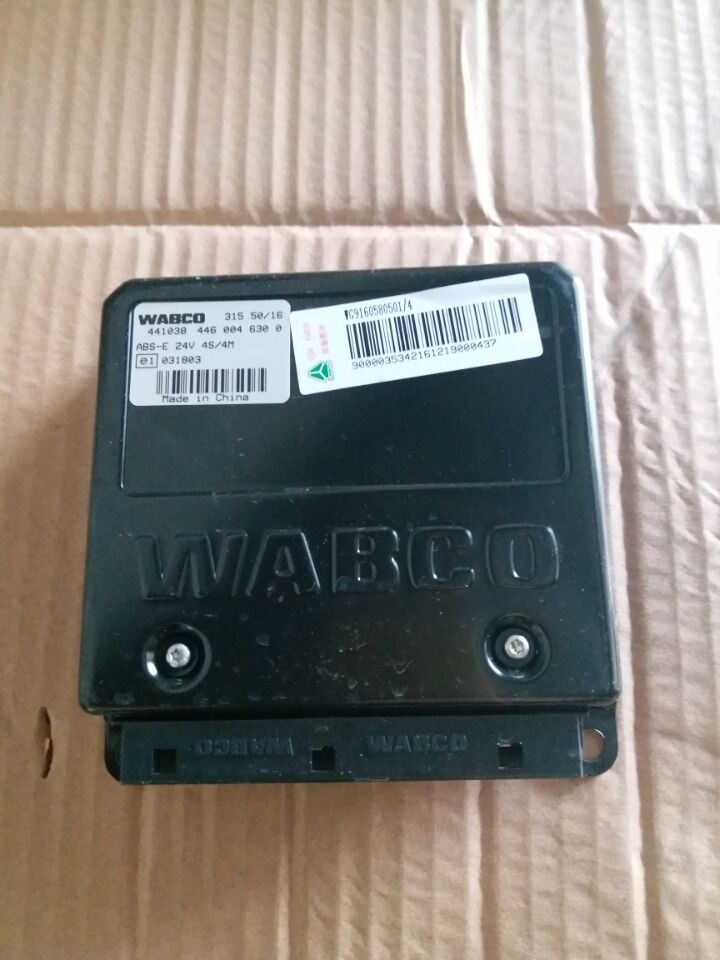 WABCO 315 50/16
441038 446 004 630 0
ABS-E 24V 4S/4M
e1 031803
Made in China
WG9160580501/4
9000035342161219000437
WABCO
WABCO WABCO